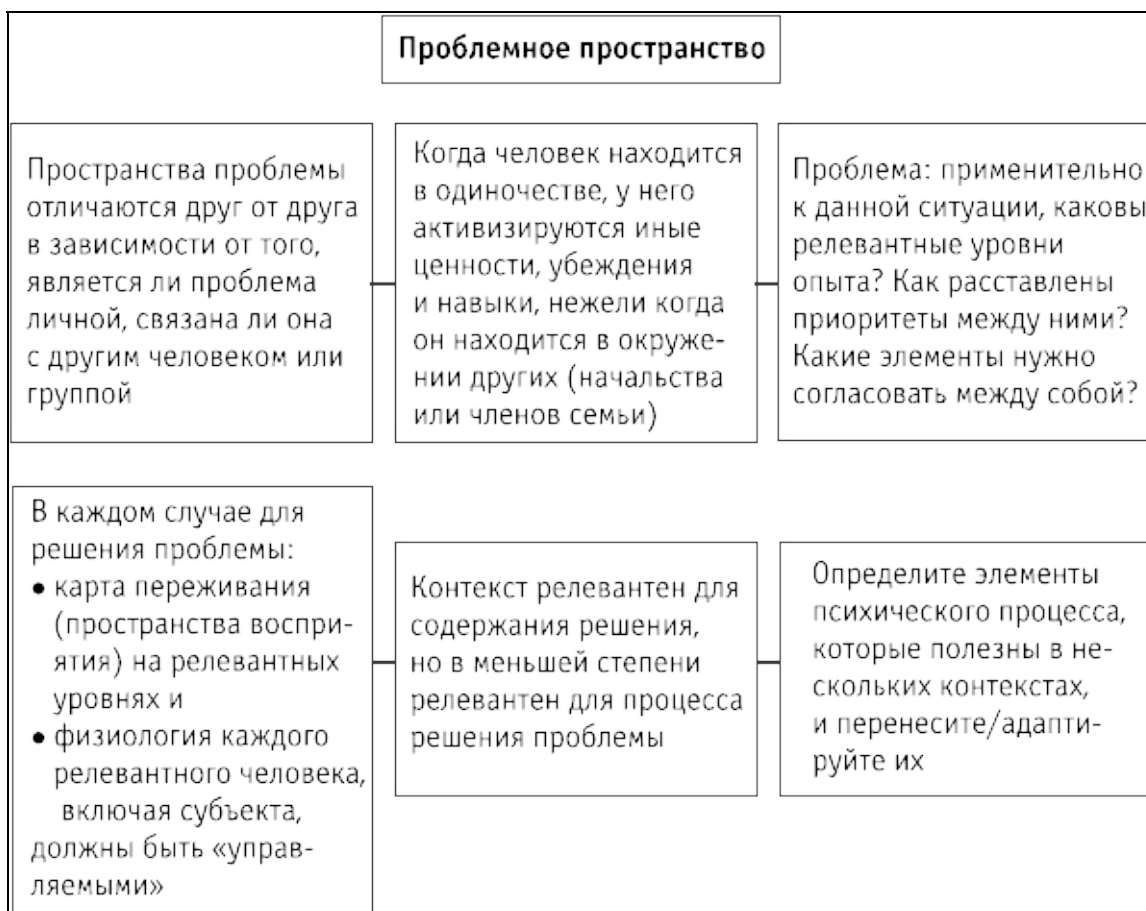 Проблемное пространство
Пространства проблемы
отличаются друг от друга
в зависимости от того,
является ли проблема
личной, связана ли она
с другим человеком или
группой
Когда человек находится
в одиночестве, у него
активизируются иные
ценности, убеждения
и навыки, нежели когда
он находится в окруже-
нии других (начальства
или членов семьи)
Проблема: применительно
к данной ситуации, каковы
релевантные уровни
опыта? Как расставлены
приоритеты между ними?
Какие элементы нужно
согласовать между собой?
В каждом случае для
решения проблемы:
• карта переживания
(пространства восприя-
тия) на релевантных
уровнях и
• физиология каждого
релевантного человека,
включая субъекта,
должны быть «управ-
ляемыми»
Контекст релевантен для
содержания решения,
но в меньшей степени
релевантен для процесса
решения проблемы
Определите элементы
психического процесса,
которые полезны в не-
скольких контекстах,
и перенесите/адапти-
руйте их